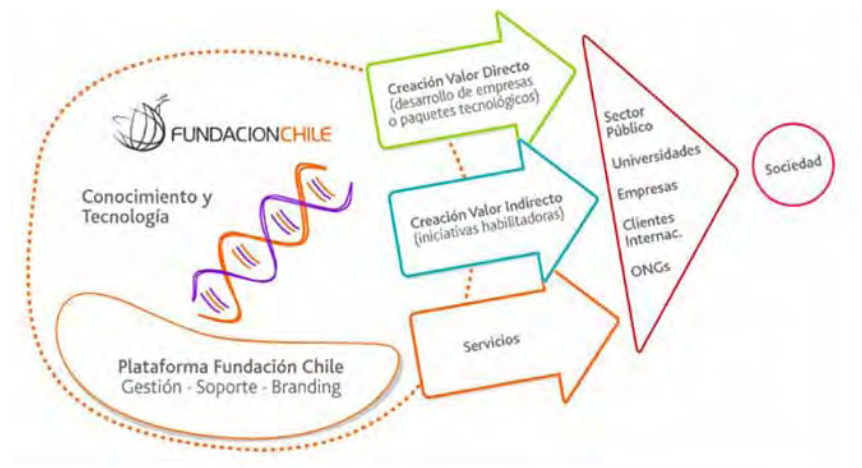 FUNDACIONCHILE
Conocimiento y
Tecnología
Plataforma Fundación Chile
Gestión - Soporte - Branding
Creación Valor Directo
(desarrollo de empresas
o paquetes tecnológicos)
Creación Valor Indirecto
(iniciativas habilitadoras)
Servicios
Sector
Público
Universidades
Empresas
Clientes
Internac.
ONGs
Sociedad